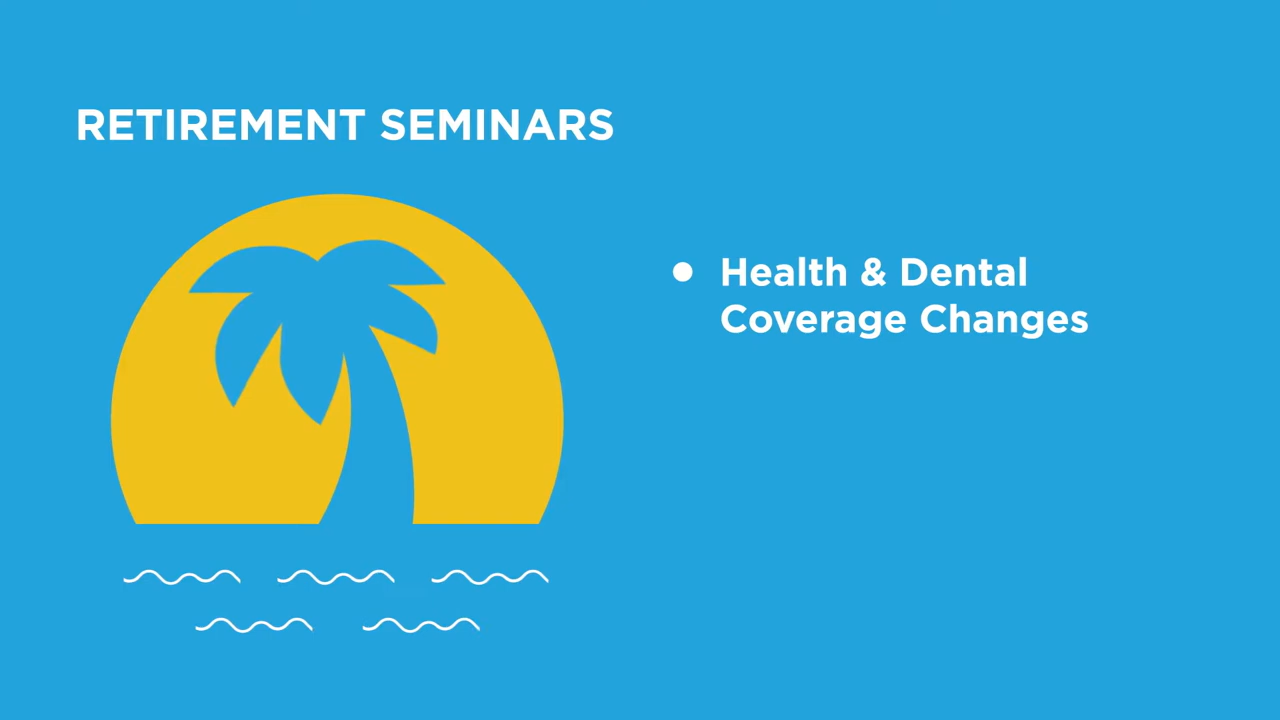 RETIREMENT SEMINARS
● Health & Dental
Coverage Changes